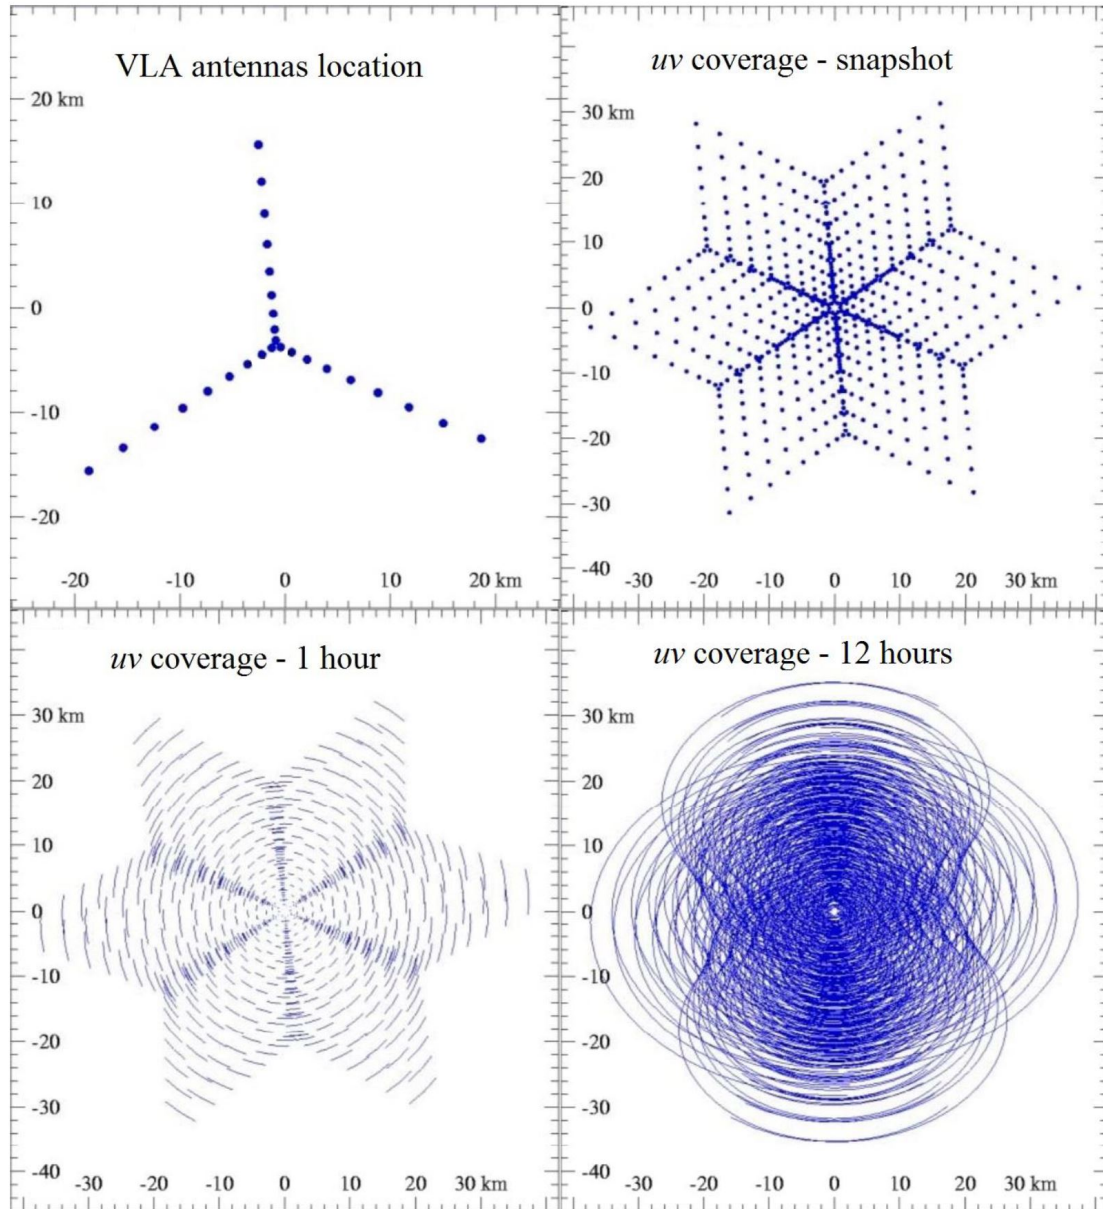 VLA antennas location
20 km
10
0
-10
-20
-20 -10 0 10 20 km
uv coverage - snapshot
30 km
20
10
0
-10
-20
-30
-40
-30 -20 -10 0 10 20 30 km
uv coverage - 1 hour
30 km
20
10
0
-10
-20
-30
-40
-30 -20 -10 0 10 20 30 km
uv coverage - 12 hours
30 km
20
10
0
-10
-20
-30
-40
-30 -20 -10 0 10 20 30 km